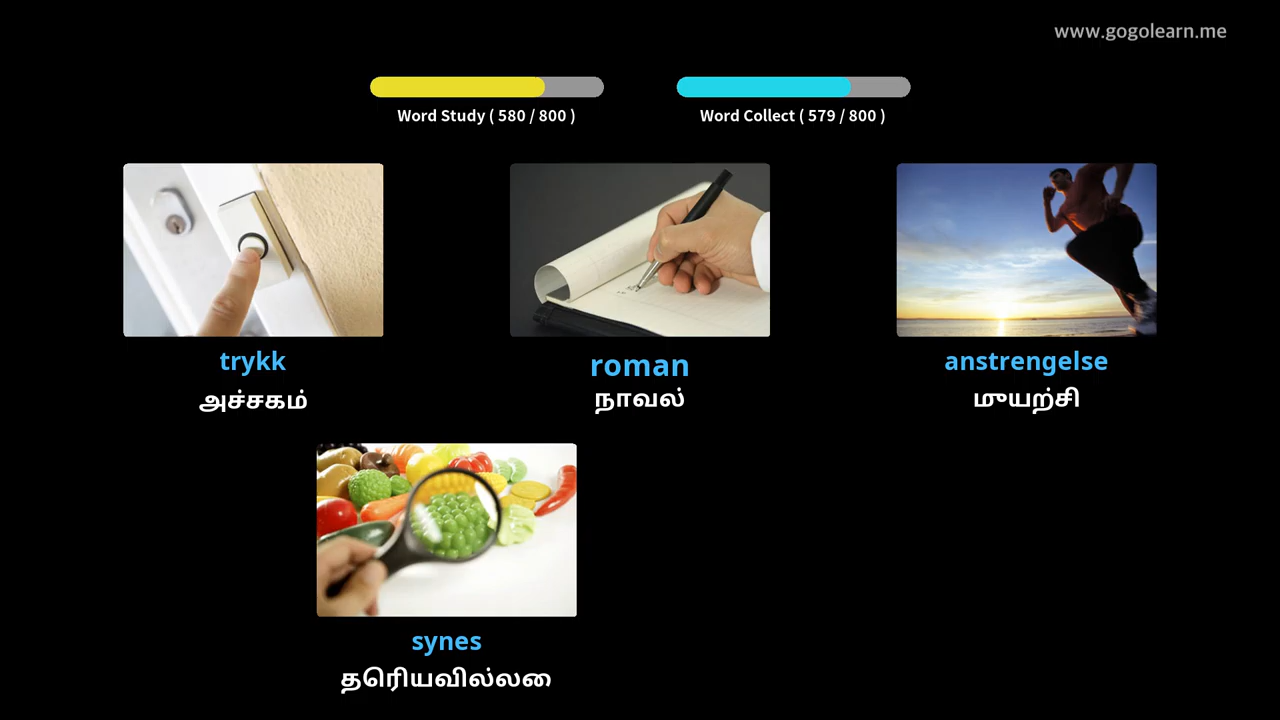 www.gogolearn.me
Word Study ( 580 / 800 )
Word Collect ( 579 / 800 )
trykk
அச்சகம்
roman
நாவல்
anstrengelse
முயற்சி
synes
தெரியவில்லை